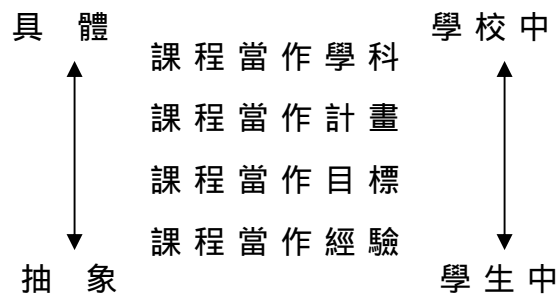 具 體
學校中
課程當作學科
課程當作計畫
課程當作目標
課程當作經驗
抽 象
學生中